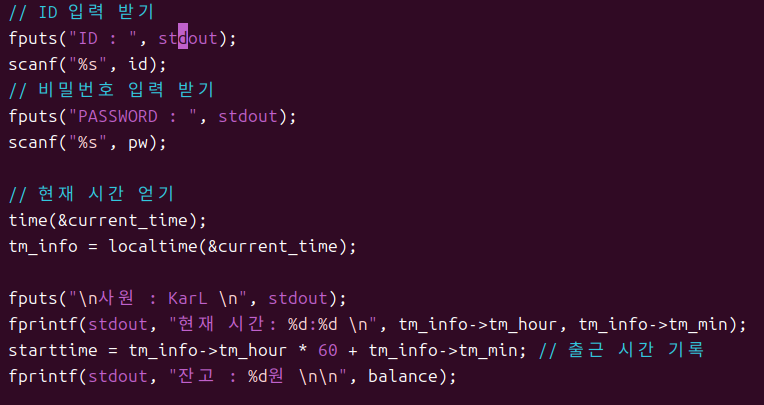 // ID 입력 받기
fputs("ID : ", stdout);
scanf("%s", id);
// 비밀번호 입력 받기
fputs("PASSWORD : ", stdout);
scanf("%s", pw);
// 현재 시간 얻기
time(&current_time);
tm_info = localtime(&current_time);
fputs("\n사원 : KarL \n", stdout);
fprintf(stdout, "현재 시간: %d:%d \n", tm_info->tm_hour, tm_info->tm_min);
starttime = tm_info->tm_hour * 60 + tm_info->tm_min; // 출근 시간 기록
fprintf(stdout, "잔고 : %d원 \n\n", balance);